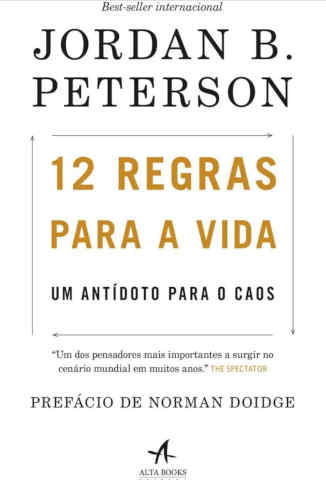 Best-seller internacional
JORDAN B.
PETERSON
12 REGRAS
PARA A VIDA
UM ANTÍDOTO PARA O CAOS
“Um dos pensadores mais importantes a surgir no
cenário mundial em muitos anos.” THE SPECTATOR
PREFÁCIO DE NORMAN DOIDGE
ALTA BOOKS